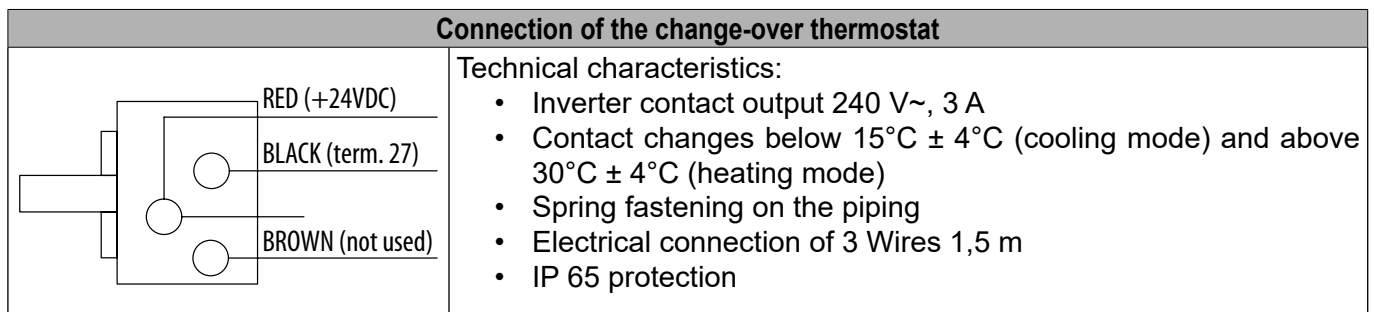 Connection of the change-over thermostat
RED (+24VDC)
BLACK (term. 27)
BROWN (not used)
Technical characteristics:
• Inverter contact output 240 V~, 3 A
• Contact changes below 15°C ± 4°C (cooling mode) and above
30°C ± 4°C (heating mode)
• Spring fastening on the piping
• Electrical connection of 3 Wires 1,5 m
• IP 65 protection